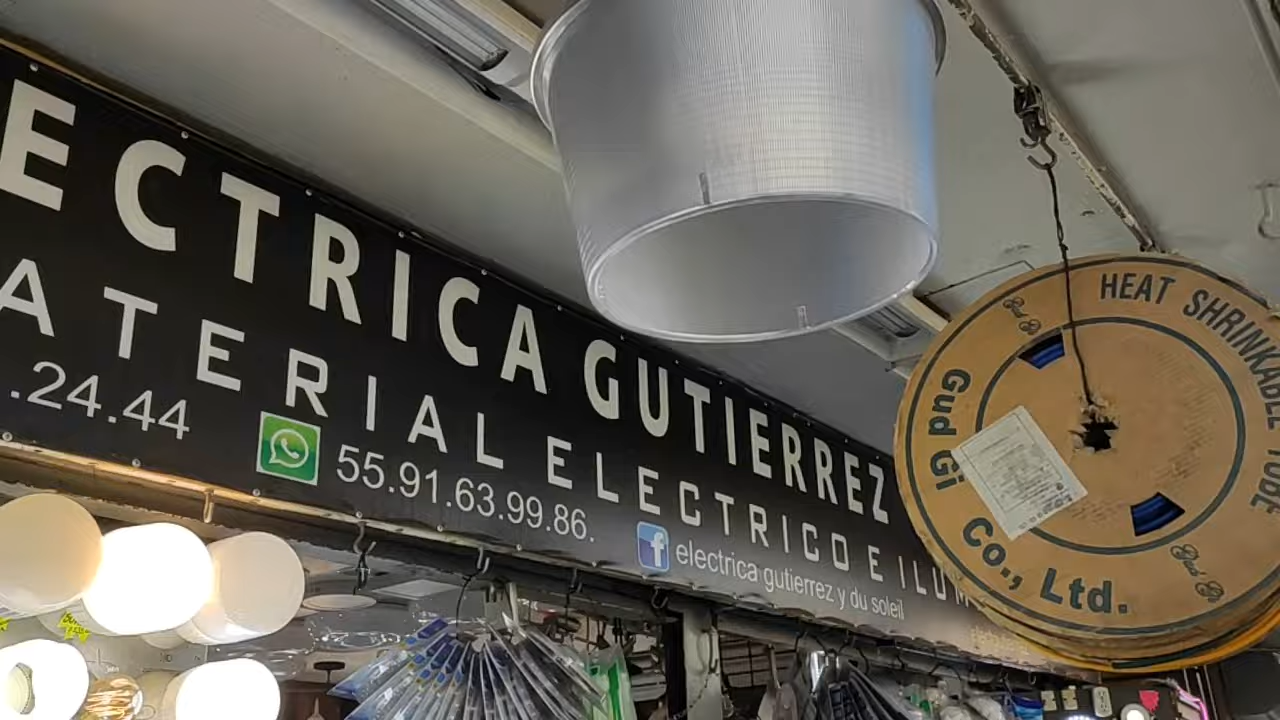 ECTRICA GUTIERREZ
ATERIAL ELECTRICO E ILUM
.24.44
55.91.63.99.86.
electrica gutierrez y du soleil
HEAT SHRINKABLE TUBE
Gud Gi Co., Ltd.